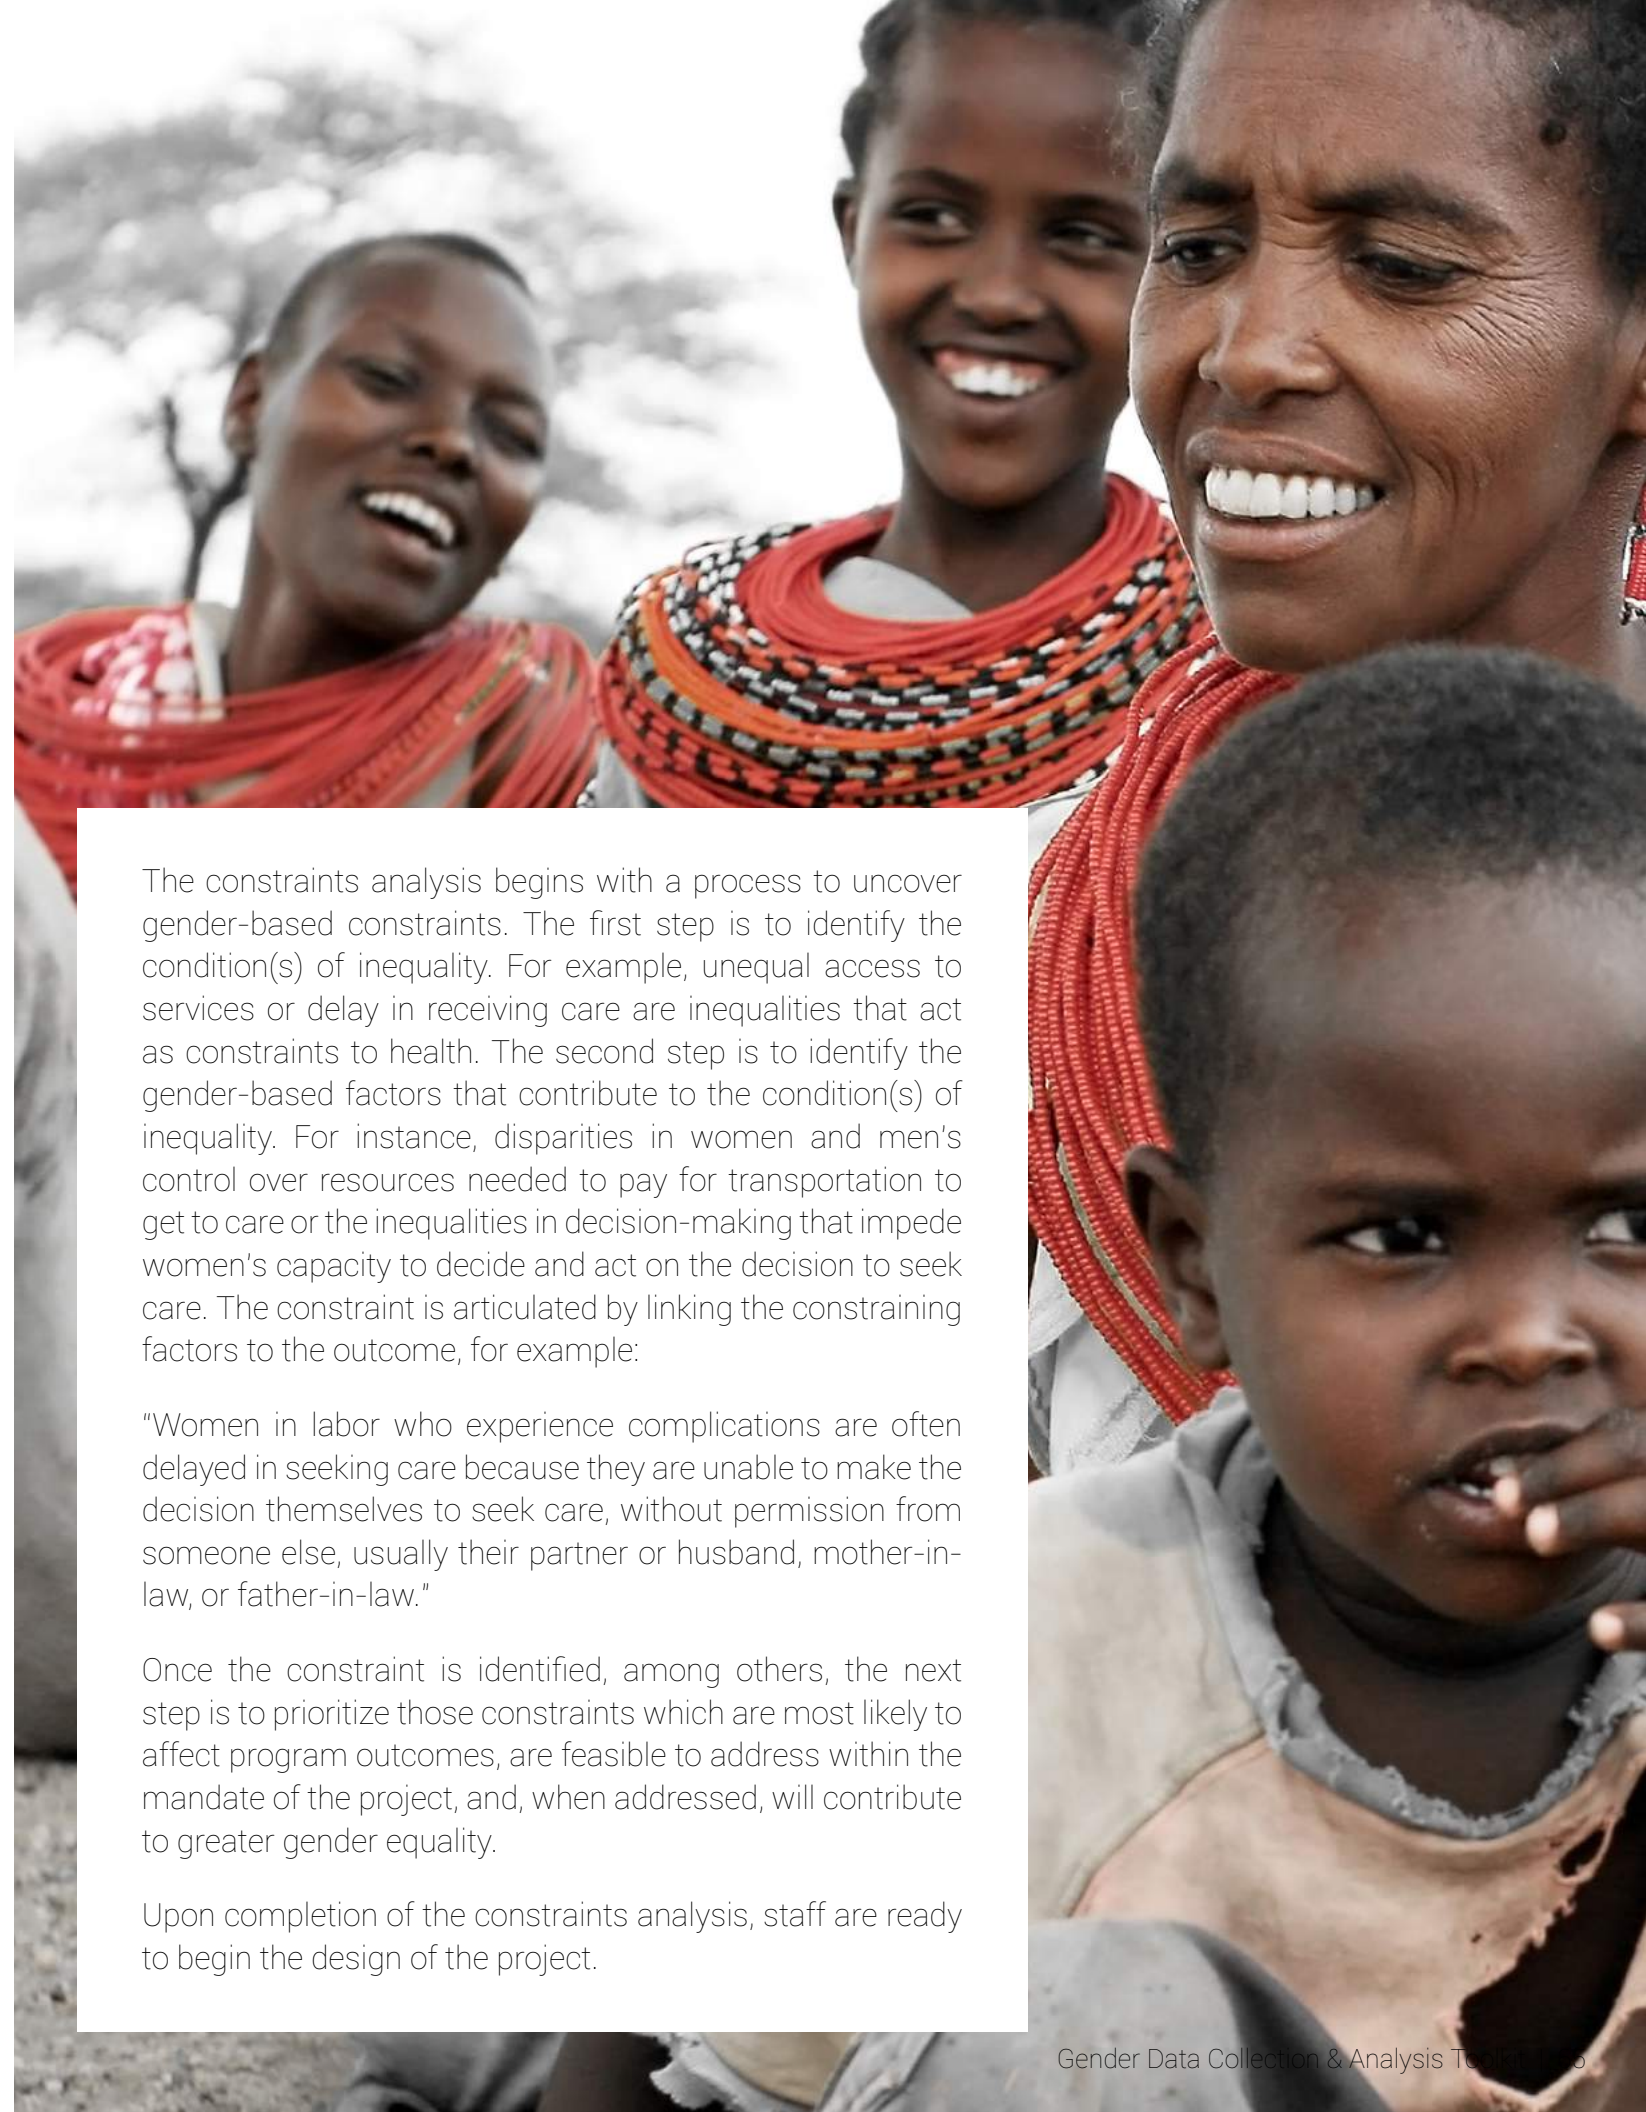 The constraints analysis begins with a process to uncover
gender-based constraints. The first step is to identify the
condition(s) of inequality. For example, unequal access to
services or delay in receiving care are inequalities that act
as constraints to health. The second step is to identify the
gender-based factors that contribute to the condition(s) of
inequality. For instance, disparities in women and men's
control over resources needed to pay for transportation to
get to care or the inequalities in decision-making that impede
women's capacity to decide and act on the decision to seek
care. The constraint is articulated by linking the constraining
factors to the outcome, for example:
"Women in labor who experience complications are often
delayed in seeking care because they are unable to make the
decision themselves to seek care, without permission from
someone else, usually their partner or husband, mother-in-
law, or father-in-law."
Once the constraint is identified, among others, the next
step is to prioritize those constraints which are most likely to
affect program outcomes, are feasible to address within the
mandate of the project, and, when addressed, will contribute
to greater gender equality.
Upon completion of the constraints analysis, staff are ready
to begin the design of the project.
Gender Data Collection & Analysis Toolkit